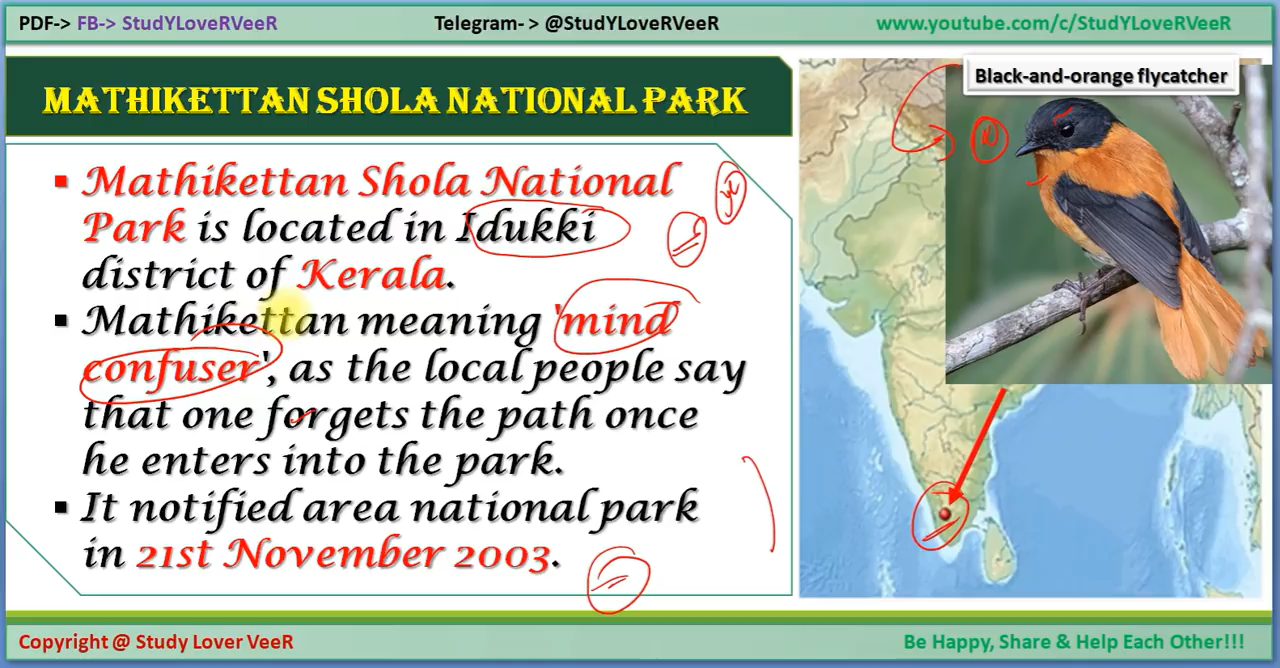 PDF-> FB-> StudYLoveRVeeR
Telegram- > @StudYLoveRVeeR
www.youtube.com/c/StudYLoveRVeeR
MATHIKETTAN SHOLA NATIONAL PARK
Black-and-orange flycatcher
▪ Mathikettan Shola National
Park is located in Idukki
district of Kerala.
▪ Mathikettan meaning 'mind
confuser', as the local people say
that one forgets the path once
he enters into the park.
▪ It notified area national park
in 21st November 2003.
Copyright @ Study Lover VeeR
Be Happy, Share & Help Each Other!!!